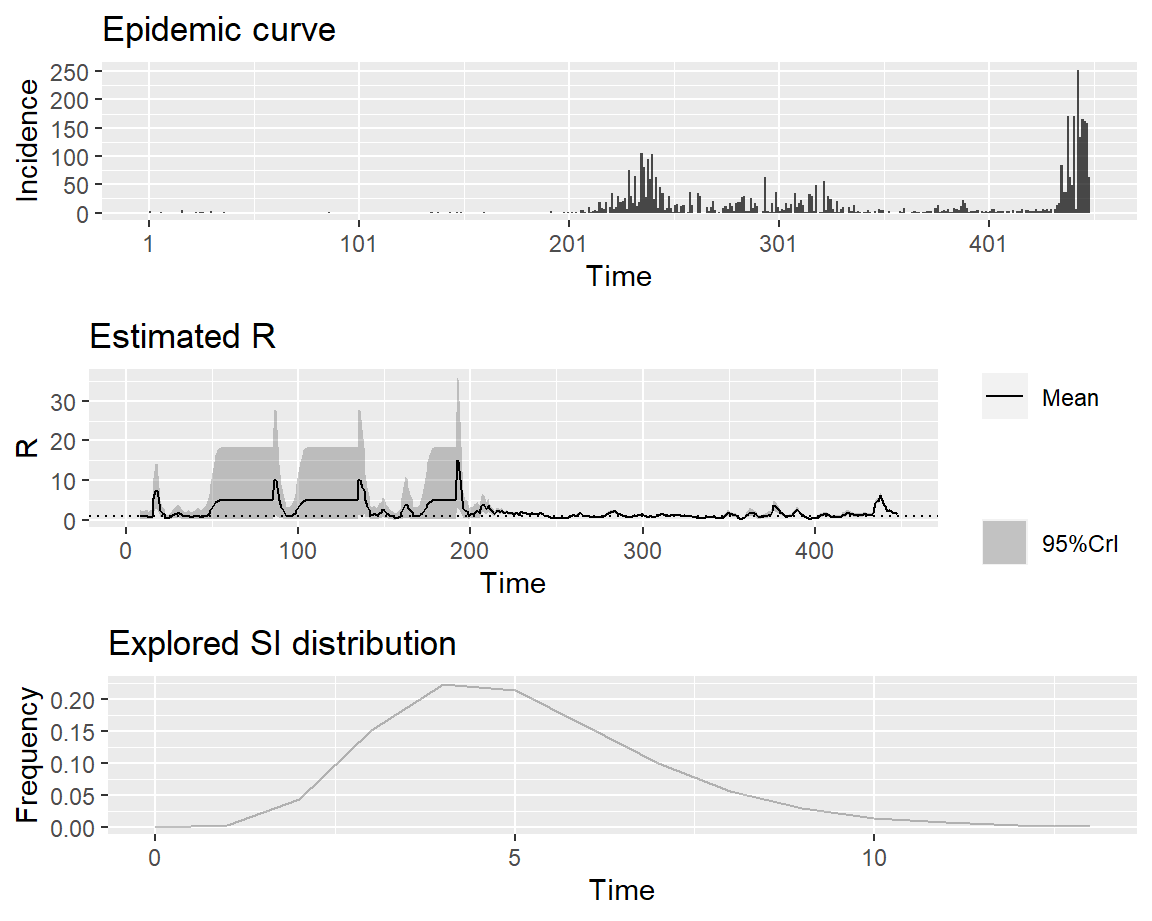 Epidemic curve
250
200
150
100
50
0
Incidence
1 101 201 301 401
Time
Estimated R
30
20
10
0
R
0 100 200 300 400
Time
Mean
95%CrI
Explored SI distribution
0.20
0.15
0.10
0.05
0.00
Frequency
0 5 10
Time